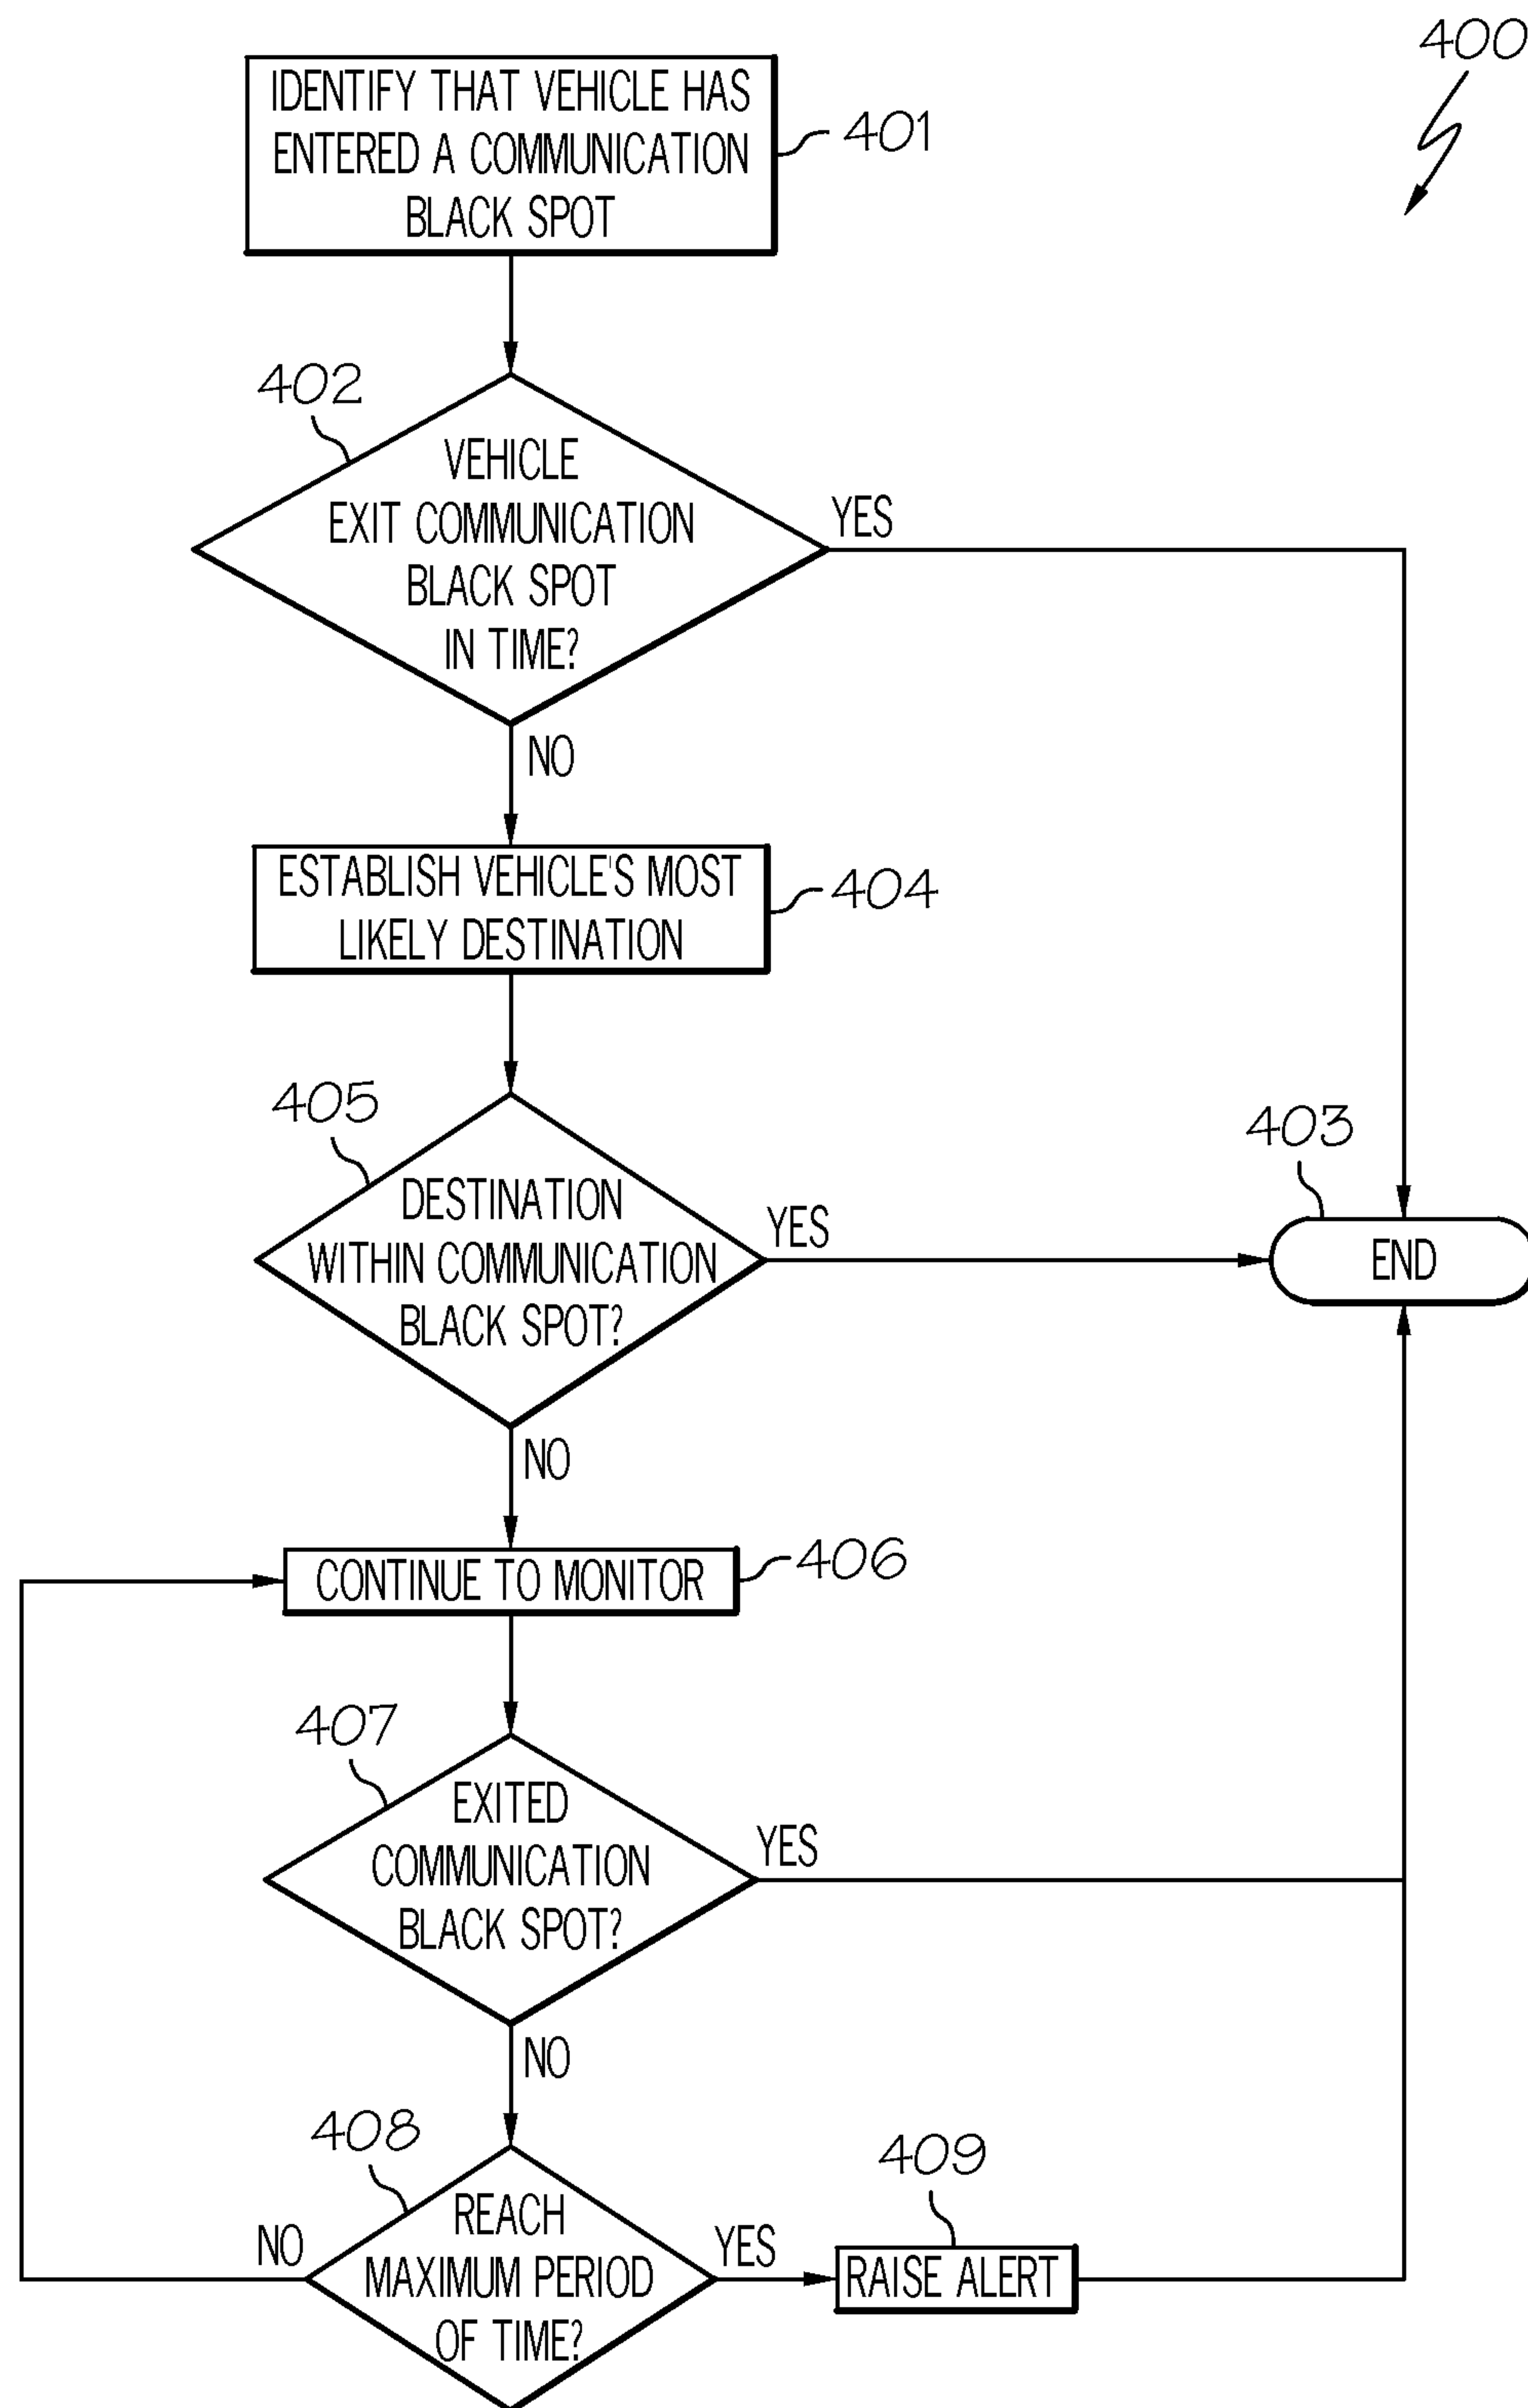 400
IDENTIFY THAT VEHICLE HAS
ENTERED A COMMUNICATION
BLACK SPOT
401
402
VEHICLE
EXIT COMMUNICATION
BLACK SPOT
IN TIME?
YES
NO
ESTABLISH VEHICLE'S MOST
LIKELY DESTINATION
404
405
DESTINATION
WITHIN COMMUNICATION
BLACK SPOT?
YES
403
END
NO
CONTINUE TO MONITOR
406
407
EXITED
COMMUNICATION
BLACK SPOT?
YES
NO
408
REACH
MAXIMUM PERIOD
OF TIME?
NO
YES
409
RAISE ALERT